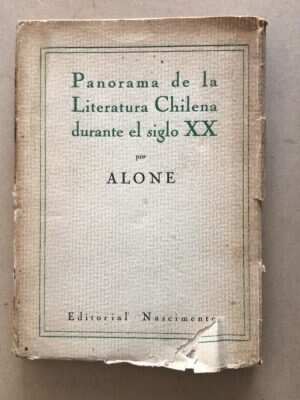 Panorama de la
Literatura Chilena
durante el siglo XX
por
ALONE
Editorial Nascimento